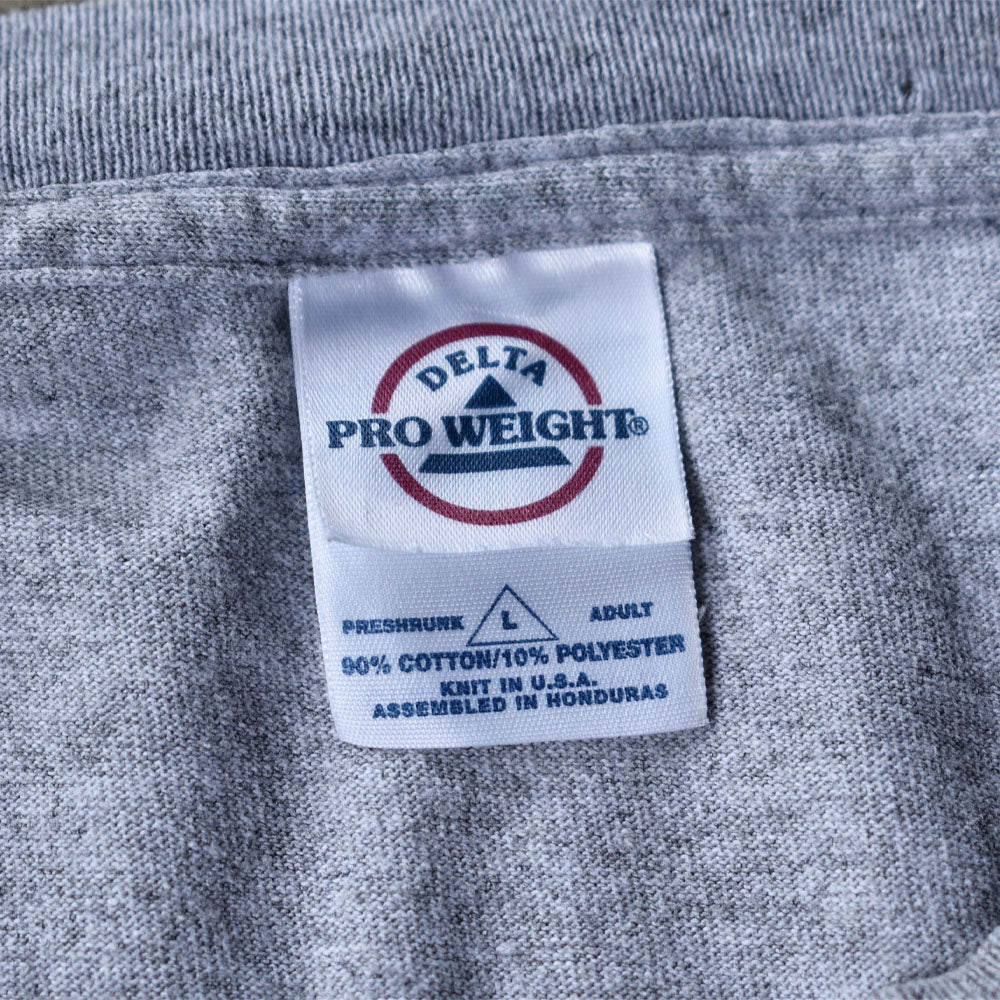 DELTA
PRO WEIGHT®
PRESHRUNK L ADULT
90% COTTON/10% POLYESTER
KNIT IN U.S.A.
ASSEMBLED IN HONDURAS